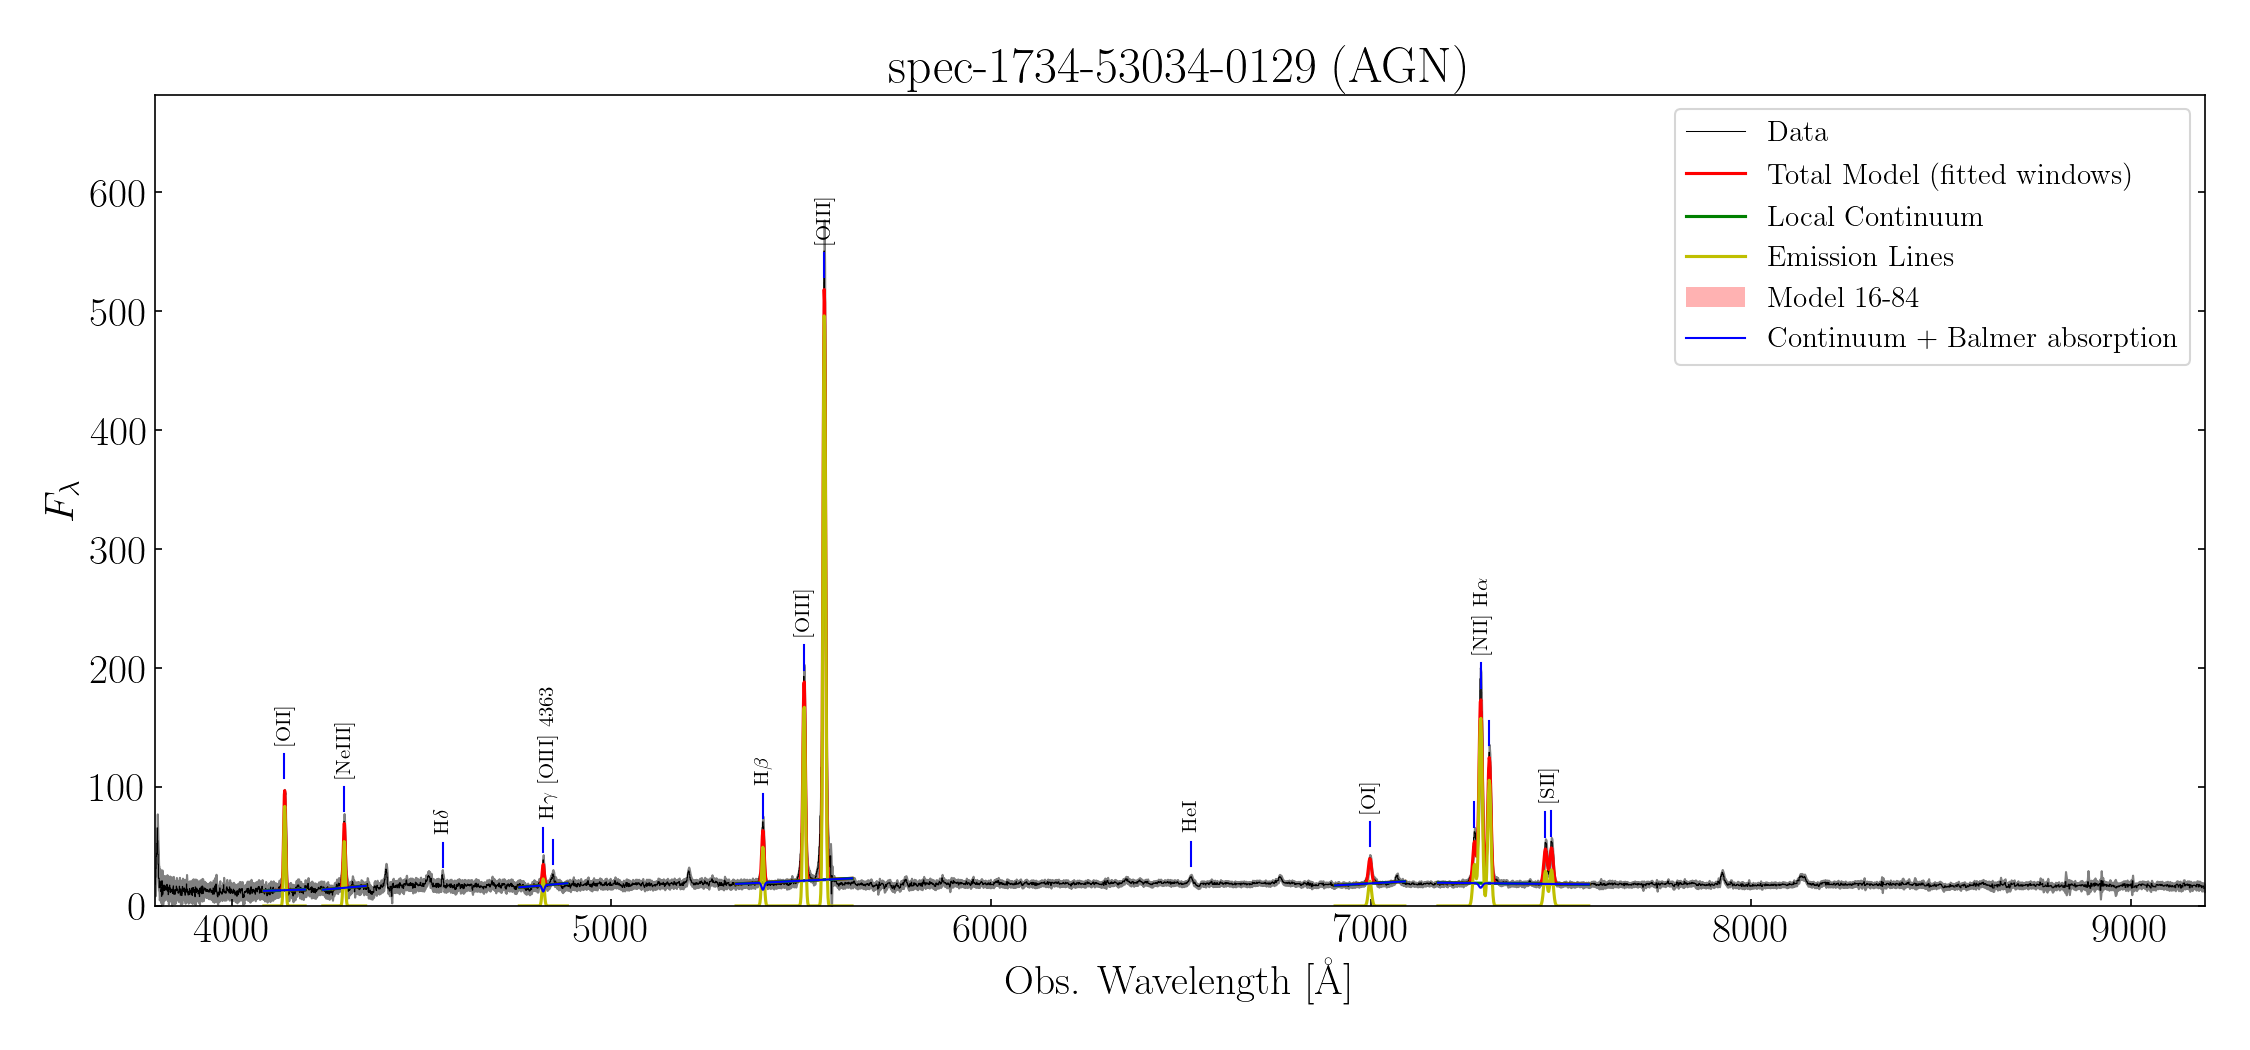 spec-1734-53034-0129 (AGN)
Data
Total Model (fitted windows)
Local Continuum
Emission Lines
Model 16-84
Continuum + Balmer absorption
600
500
400
300
200
100
0
Fλ
[OII]
[NeIII]
Hδ
Hγ [OIII] 4363
Hβ
[OIII]
[OIII]
HeI
[OI]
[NII] Hα
[SII]
4000
5000
6000
7000
8000
9000
Obs. Wavelength [Å]